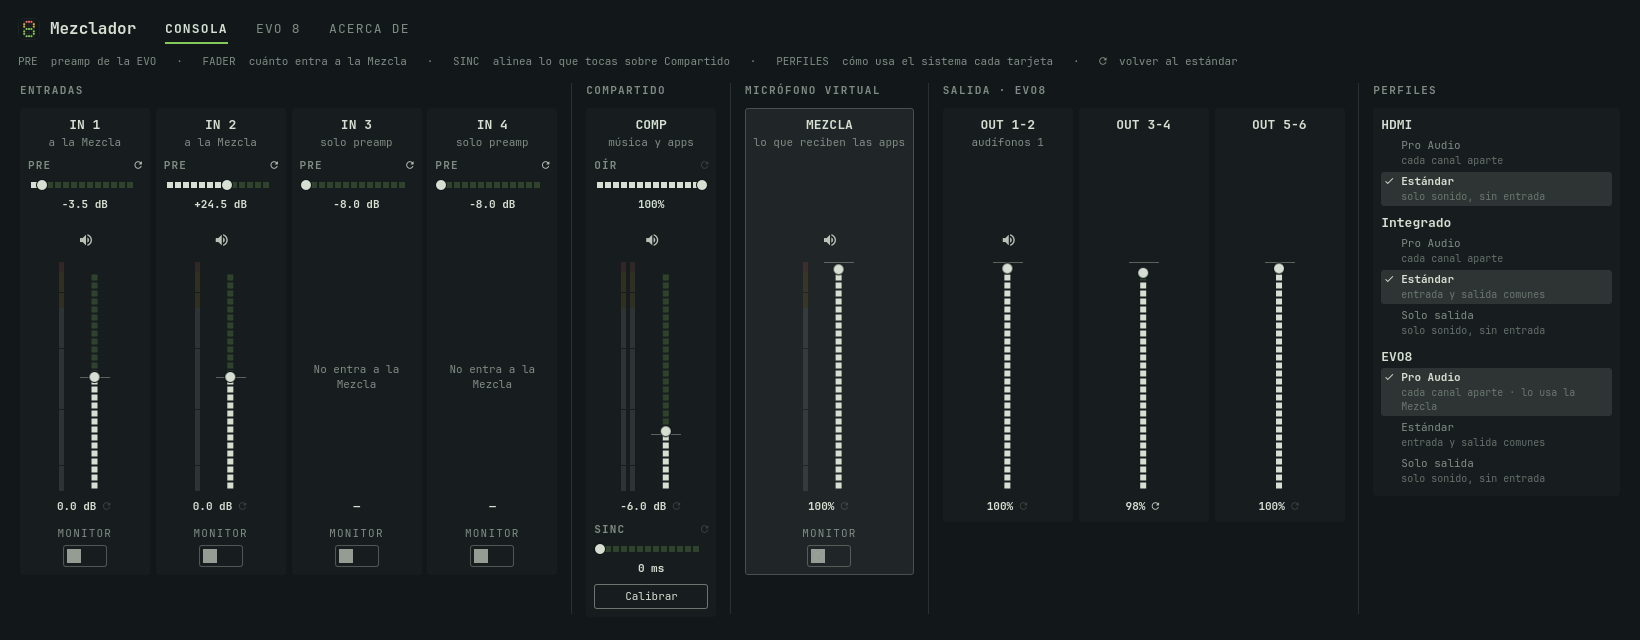 Mezclador CONSOLA EVO 8 ACERCA DE
PRE preamp de la EVO · FADER cuánto entra a la Mezcla · SINC alinea lo que tocas sobre Compartido · PERFILES cómo usa el sistema cada tarjeta · volver al estándar
ENTRADAS
IN 1
a la Mezcla
PRE
-3.5 dB
0.0 dB
MONITOR
IN 2
a la Mezcla
PRE
+24.5 dB
0.0 dB
MONITOR
IN 3
solo preamp
PRE
-8.0 dB
No entra a la
Mezcla
—
MONITOR
IN 4
solo preamp
PRE
-8.0 dB
No entra a la
Mezcla
—
MONITOR
COMPARTIDO
COMP
música y apps
OÍR
100%
-6.0 dB
SINC
0 ms
Calibrar
MICRÓFONO VIRTUAL
MEZCLA
lo que reciben las apps
100%
MONITOR
SALIDA · EVO8
OUT 1-2
audífonos 1
100%
OUT 3-4
98%
OUT 5-6
100%
PERFILES
HDMI
Pro Audio
cada canal aparte
Estándar
solo sonido, sin entrada
Integrado
Pro Audio
cada canal aparte
Estándar
entrada y salida comunes
Solo salida
solo sonido, sin entrada
EVO8
Pro Audio
cada canal aparte · lo usa la
Mezcla
Estándar
entrada y salida comunes
Solo salida
solo sonido, sin entrada